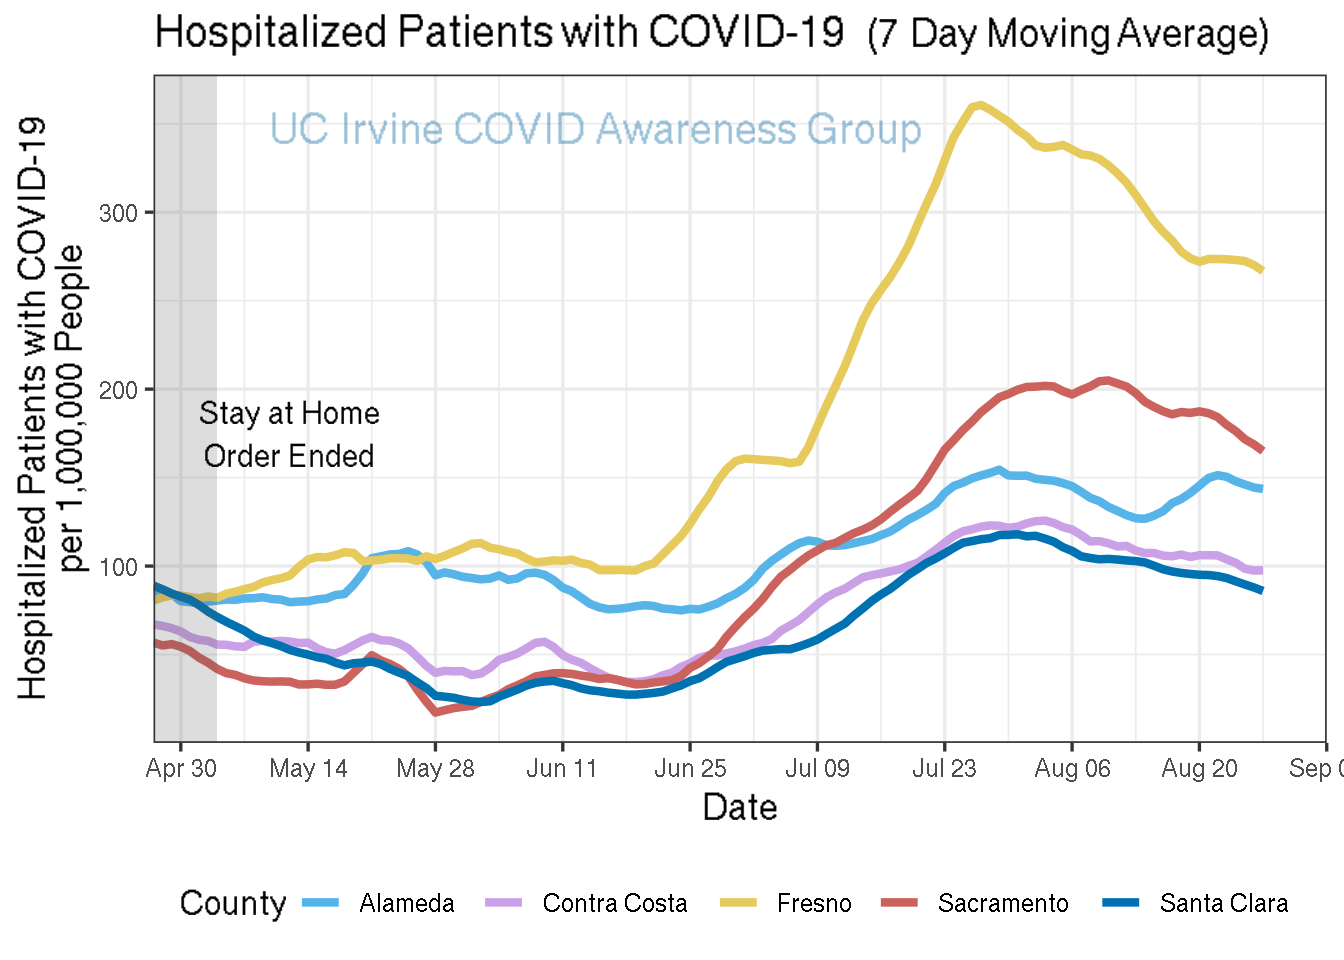 Hospitalized Patients with COVID-19 (7 Day Moving Average)
UC Irvine COVID Awareness Group
Hospitalized Patients with COVID-19
per 1,000,000 People
300
200
100
Stay at Home
Order Ended
Apr 30 May 14 May 28 Jun 11 Jun 25 Jul 09 Jul 23 Aug 06 Aug 20 Sep 0
Date
County Alameda Contra Costa Fresno Sacramento Santa Clara